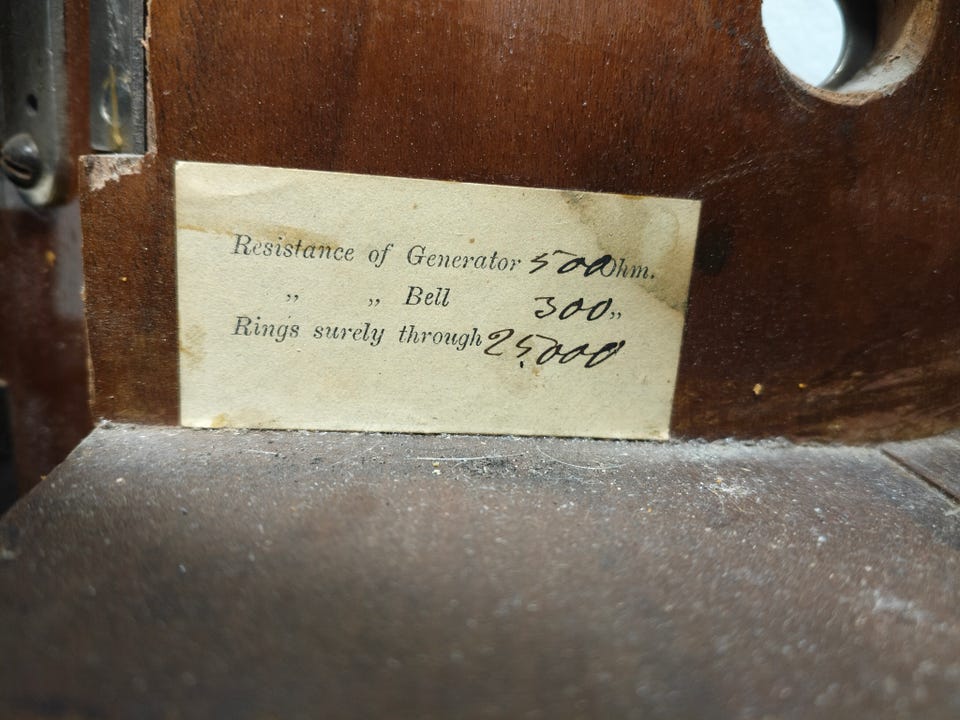 Resistance of Generator 500 Ohm.
„ „ Bell 300 „
Rings surely through 25000